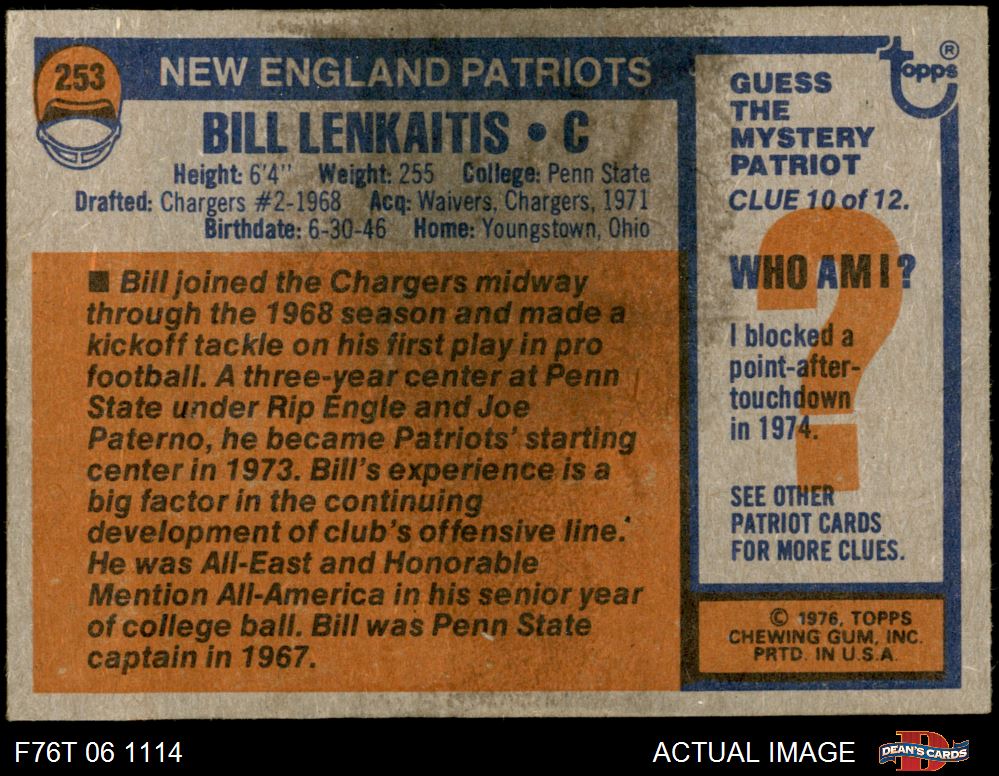 253
NEW ENGLAND PATRIOTS
BILL LENKAITIS • C
Height: 6'4" Weight: 255 College: Penn State
Drafted: Chargers #2-1968 Acq: Waivers, Chargers, 1971
Birthdate: 6-30-46 Home: Youngstown, Ohio
■ Bill joined the Chargers midway
through the 1968 season and made a
kickoff tackle on his first play in pro
football. A three-year center at Penn
State under Rip Engle and Joe
Paterno, he became Patriots' starting
center in 1973. Bill's experience is a
big factor in the continuing
development of club's offensive line.
He was All-East and Honorable
Mention All-America in his senior year
of college ball. Bill was Penn State
captain in 1967.
topps®
GUESS
THE
MYSTERY
PATRIOT
CLUE 10 of 12.
WHO AM I?
I blocked a
point-after-
touchdown
in 1974.
SEE OTHER
PATRIOT CARDS
FOR MORE CLUES.
© 1976, TOPPS
CHEWING GUM, INC.
PRTD. IN U.S.A.
F76T 06 1114
ACTUAL IMAGE
DEAN'S CARDS